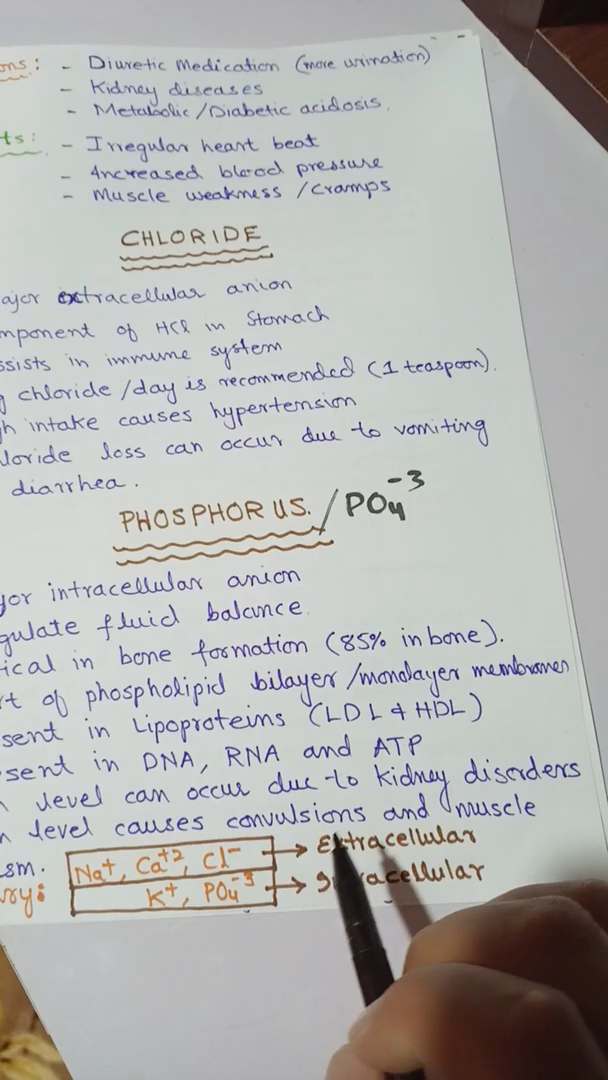 ons: - Diuretic Medication (more urination)
- Kidney diseases
- Metabolic/Diabetic acidosis.
ts: - Irregular heart beat
- Increased blood pressure
- Muscle weakness/Cramps
CHLORIDE
ajor extracellular anion
mponent of HCl in Stomach
ssists in immune system
g chloride/day is recommended (1 teaspoon).
gh intake causes hypertension
loride loss can occur due to vomiting
diarrhea.
PHOSPHORUS./PO₄⁻³
jor intracellular anion
gulate fluid balance.
tical in bone formation (85% in bone).
rt of phospholipid bilayer/monolayer membranes
sent in Lipoproteins (LDL & HDL)
esent in DNA, RNA and ATP
level can occur due to kidney disorders
level causes convulsions and muscle
sm.
Na⁺, Ca⁺², Cl⁻ → Extracellular
ry: K⁺, PO₄⁻³ →